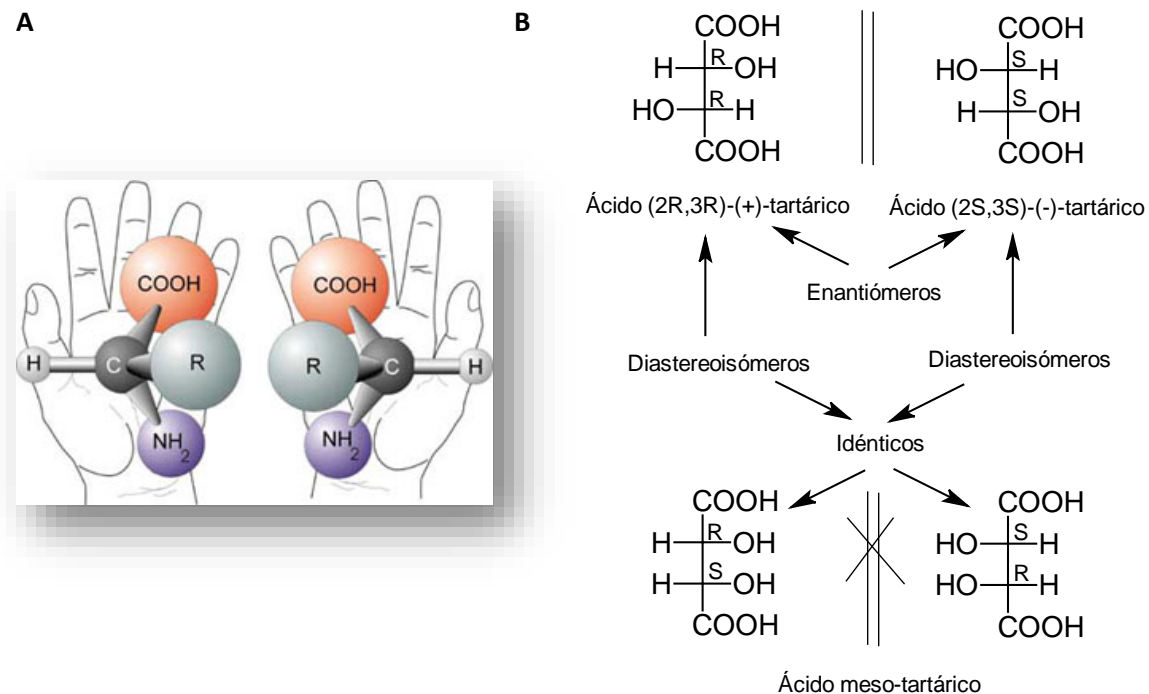 A
COOH
H
C
R
NH2
COOH
R
C
H
NH2
B
COOH
R
H OH
R
HO H
COOH
COOH
S
HO H
S
H OH
COOH
Ácido (2R,3R)-(+)-tartárico
Ácido (2S,3S)-(-)-tartárico
Enantiómeros
Diastereoisómeros
Diastereoisómeros
Idénticos
COOH
R
H OH
S
H OH
COOH
COOH
S
HO H
R
HO H
COOH
Ácido meso-tartárico